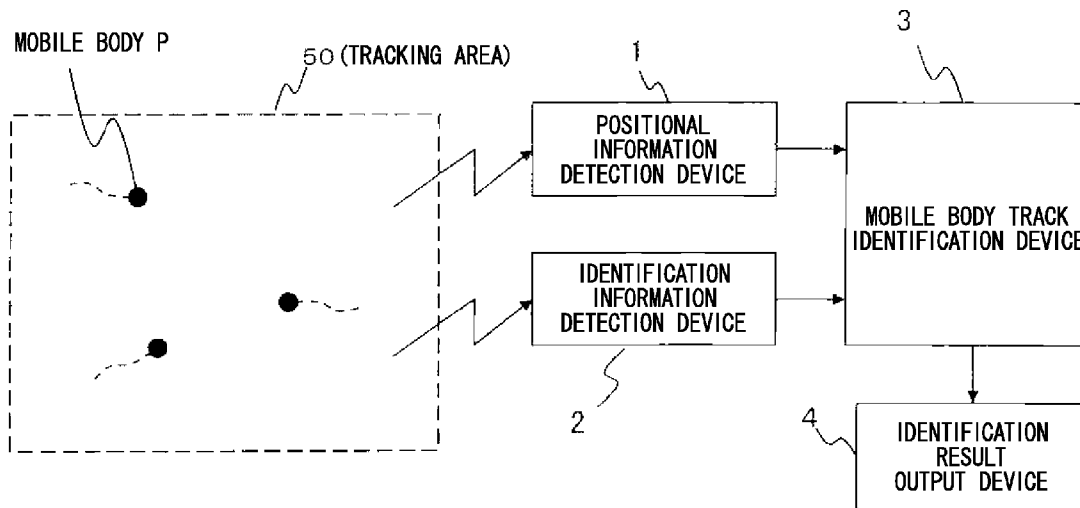 MOBILE BODY P
50(TRACKING AREA)
1
POSITIONAL
INFORMATION
DETECTION DEVICE
3
MOBILE BODY TRACK
IDENTIFICATION DEVICE
IDENTIFICATION
INFORMATION
DETECTION DEVICE
2
4
IDENTIFICATION
RESULT
OUTPUT DEVICE